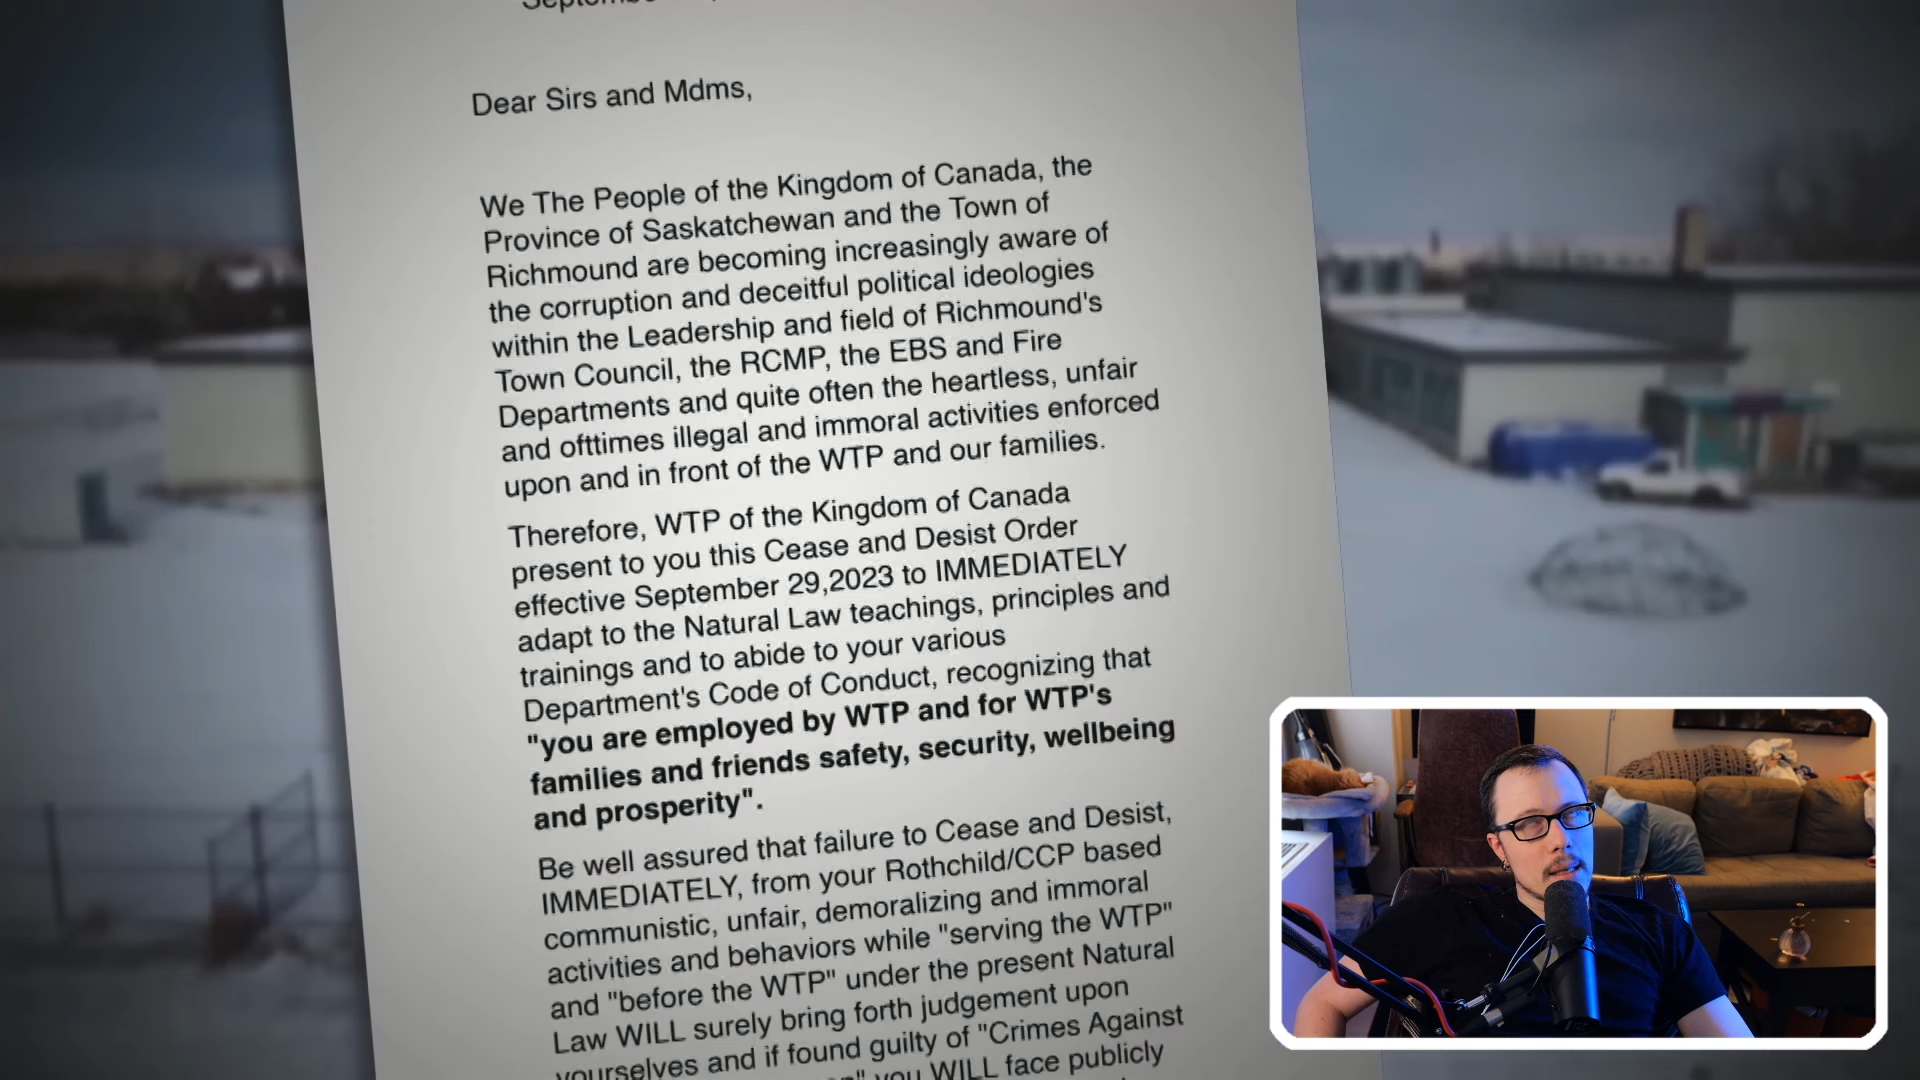 Dear Sirs and Mdms,
We The People of the Kingdom of Canada, the
Province of Saskatchewan and the Town of
Richmound are becoming increasingly aware of
the corruption and deceitful political ideologies
within the Leadership and field of Richmound's
Town Council, the RCMP, the EBS and Fire
Departments and quite often the heartless, unfair
and ofttimes illegal and immoral activities enforced
upon and in front of the WTP and our families.
Therefore, WTP of the Kingdom of Canada
present to you this Cease and Desist Order
effective September 29,2023 to IMMEDIATELY
adapt to the Natural Law teachings, principles and
trainings and to abide to your various
Department's Code of Conduct, recognizing that
"you are employed by WTP and for WTP's
families and friends safety, security, wellbeing
and prosperity".
Be well assured that failure to Cease and Desist,
IMMEDIATELY, from your Rothchild/CCP based
communistic, unfair, demoralizing and immoral
activities and behaviors while "serving the WTP"
and "before the WTP" under the present Natural
Law WILL surely bring forth judgement upon
yourselves and if found guilty of "Crimes Against
you WILL face publicly